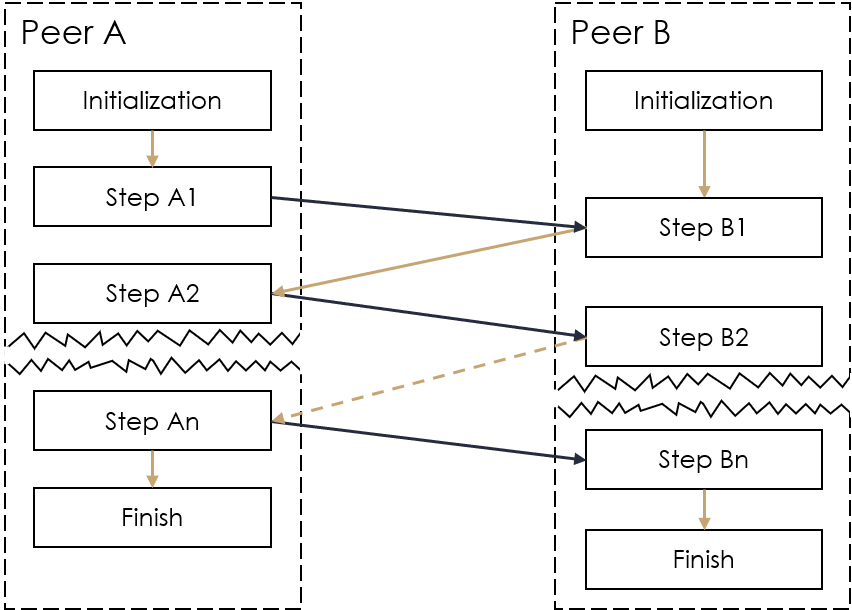 Peer A
Initialization
Step A1
Step A2
Step An
Finish
Peer B
Initialization
Step B1
Step B2
Step Bn
Finish